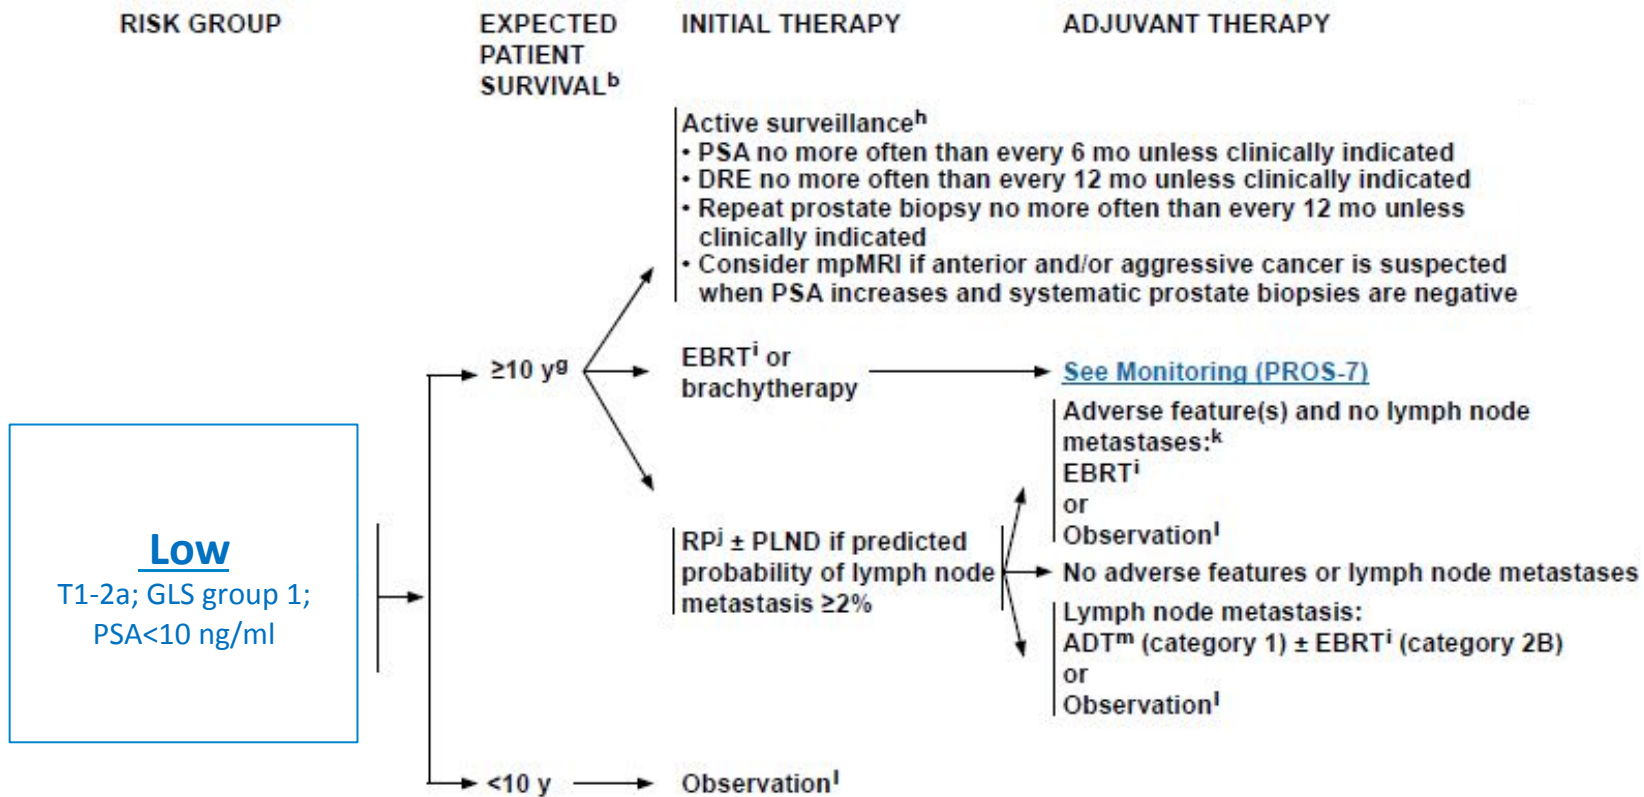 RISK GROUP
EXPECTED
PATIENT
SURVIVALᵇ
INITIAL THERAPY
ADJUVANT THERAPY
Active surveillanceʰ
• PSA no more often than every 6 mo unless clinically indicated
• DRE no more often than every 12 mo unless clinically indicated
• Repeat prostate biopsy no more often than every 12 mo unless
clinically indicated
• Consider mpMRI if anterior and/or aggressive cancer is suspected
when PSA increases and systematic prostate biopsies are negative
≥10 yᵍ
EBRTⁱ or
brachytherapy
See Monitoring (PROS-7)
Adverse feature(s) and no lymph node
metastases:ᵏ
EBRTⁱ
or
Observationˡ
Low
T1-2a; GLS group 1;
PSA<10 ng/ml
RPʲ ± PLND if predicted
probability of lymph node
metastasis ≥2%
No adverse features or lymph node metastases
Lymph node metastasis:
ADTᵐ (category 1) ± EBRTⁱ (category 2B)
or
Observationˡ
<10 y
Observationˡ